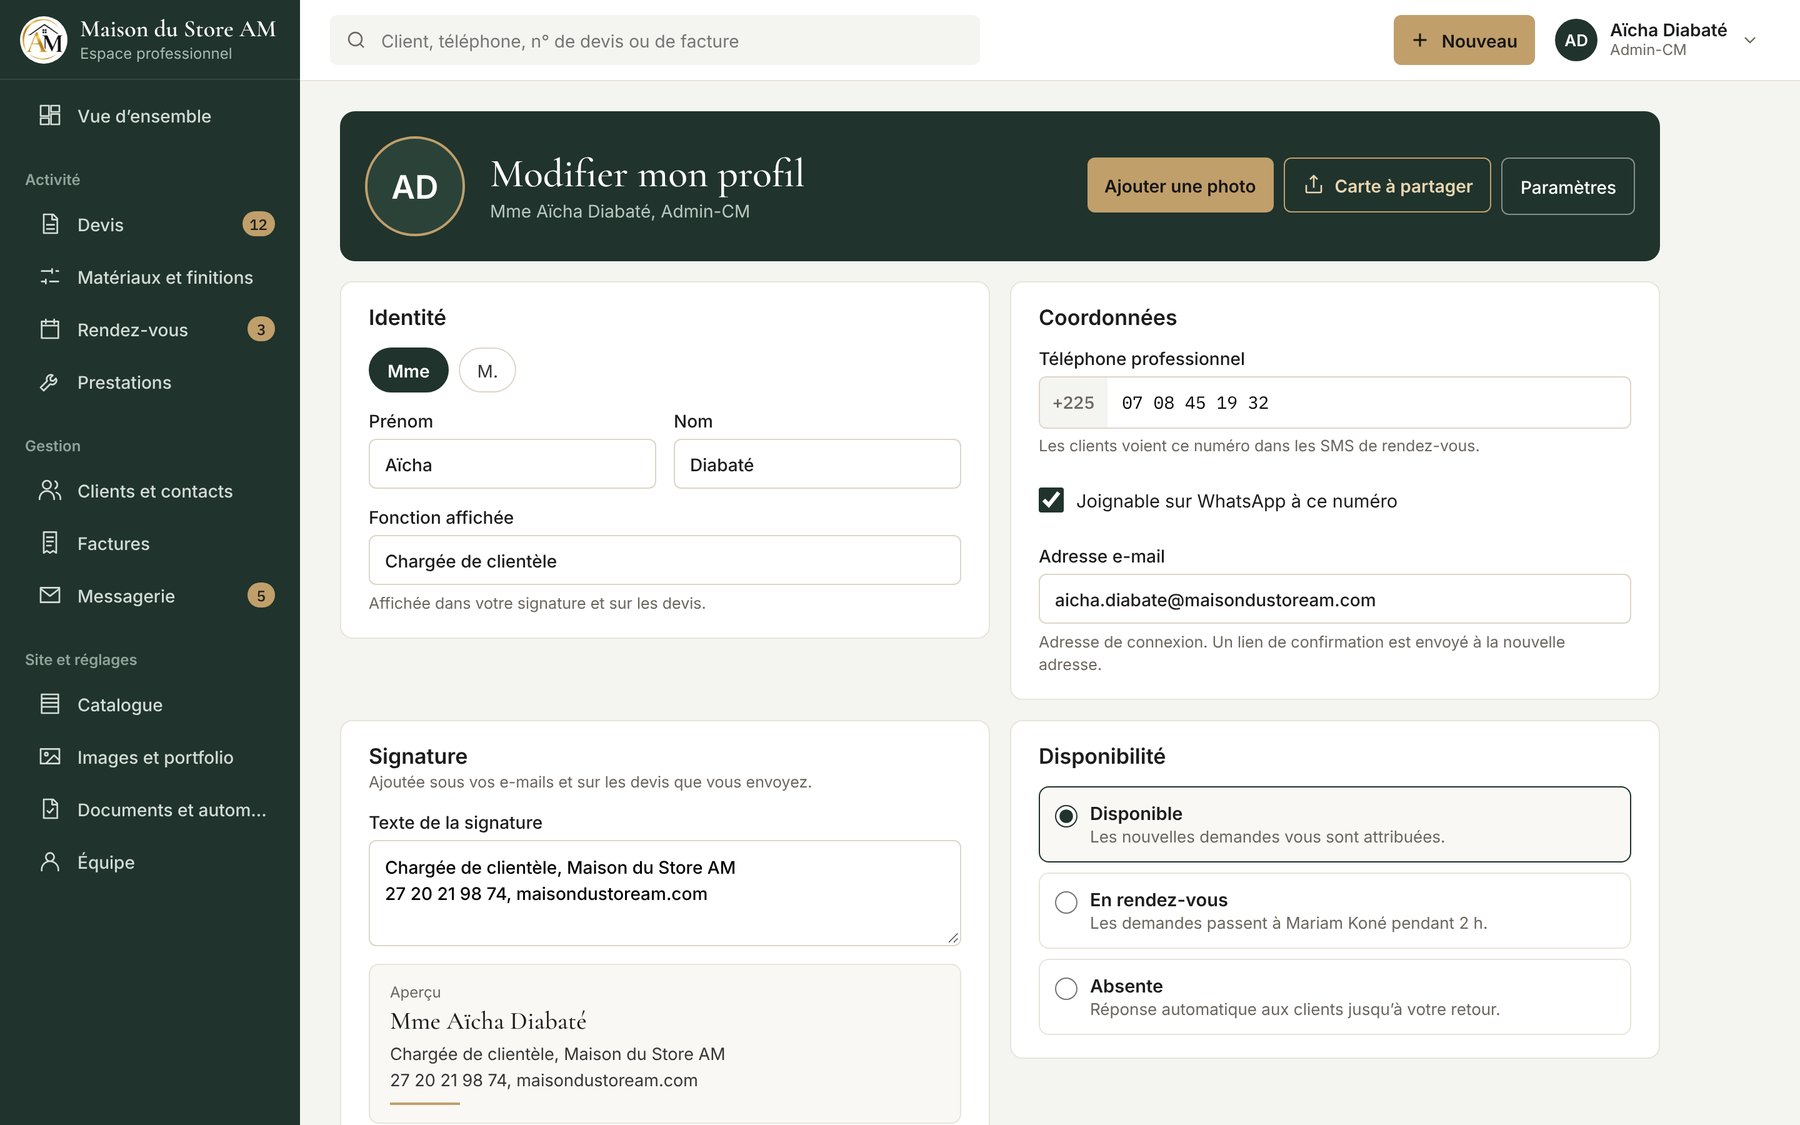 AM
Maison du Store AM
Espace professionnel
Client, téléphone, n° de devis ou de facture
+ Nouveau
AD
Aïcha Diabaté
Admin-CM
Vue d’ensemble
Activité
Devis
12
Matériaux et finitions
Rendez-vous
3
Prestations
Gestion
Clients et contacts
Factures
Messagerie
5
Site et réglages
Catalogue
Images et portfolio
Documents et autom...
Équipe
AD
Modifier mon profil
Mme Aïcha Diabaté, Admin-CM
Ajouter une photo
Carte à partager
Paramètres
Identité
Mme
M.
Prénom
Nom
Aïcha
Diabaté
Fonction affichée
Chargée de clientèle
Affichée dans votre signature et sur les devis.
Coordonnées
Téléphone professionnel
+225
07 08 45 19 32
Les clients voient ce numéro dans les SMS de rendez-vous.
Joignable sur WhatsApp à ce numéro
Adresse e-mail
aicha.diabate@maisondustoream.com
Adresse de connexion. Un lien de confirmation est envoyé à la nouvelle
adresse.
Signature
Ajoutée sous vos e-mails et sur les devis que vous envoyez.
Texte de la signature
Chargée de clientèle, Maison du Store AM
27 20 21 98 74, maisondustoream.com
Aperçu
Mme Aïcha Diabaté
Chargée de clientèle, Maison du Store AM
27 20 21 98 74, maisondustoream.com
Disponibilité
Disponible
Les nouvelles demandes vous sont attribuées.
En rendez-vous
Les demandes passent à Mariam Koné pendant 2 h.
Absente
Réponse automatique aux clients jusqu’à votre retour.